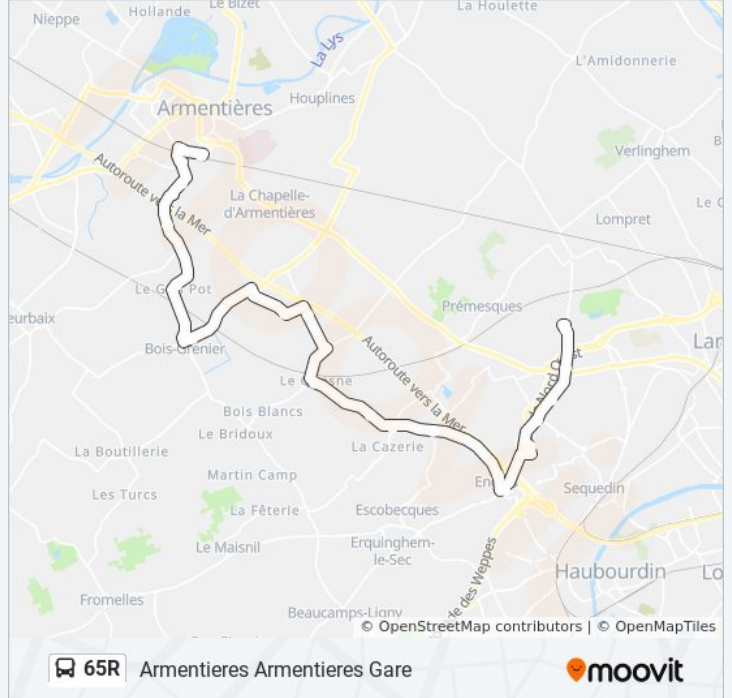 Nieppe
Hollande
Le Bizet
La Houlette
La Lys
L'Amidonnerie
Armentières
Houplines
Verlinghem
Autoroute vers la Mer
La Chapelle-
d'Armentières
Lompret
Prémesques
Bois-Grenier
Autoroute vers la Mer
Bois Blancs
Le Bridoux
La Cazerie
La Boutillerie
Martin Camp
Les Turcs
La Fêterie
Escobecques
Sequedin
Le Maisnil
Erquinghem-
le-Sec
Haubourdin
Fromelles
Beaucamps-Ligny
© OpenStreetMap contributors | © OpenMapTiles
65R Armentieres Armentieres Gare
moovit